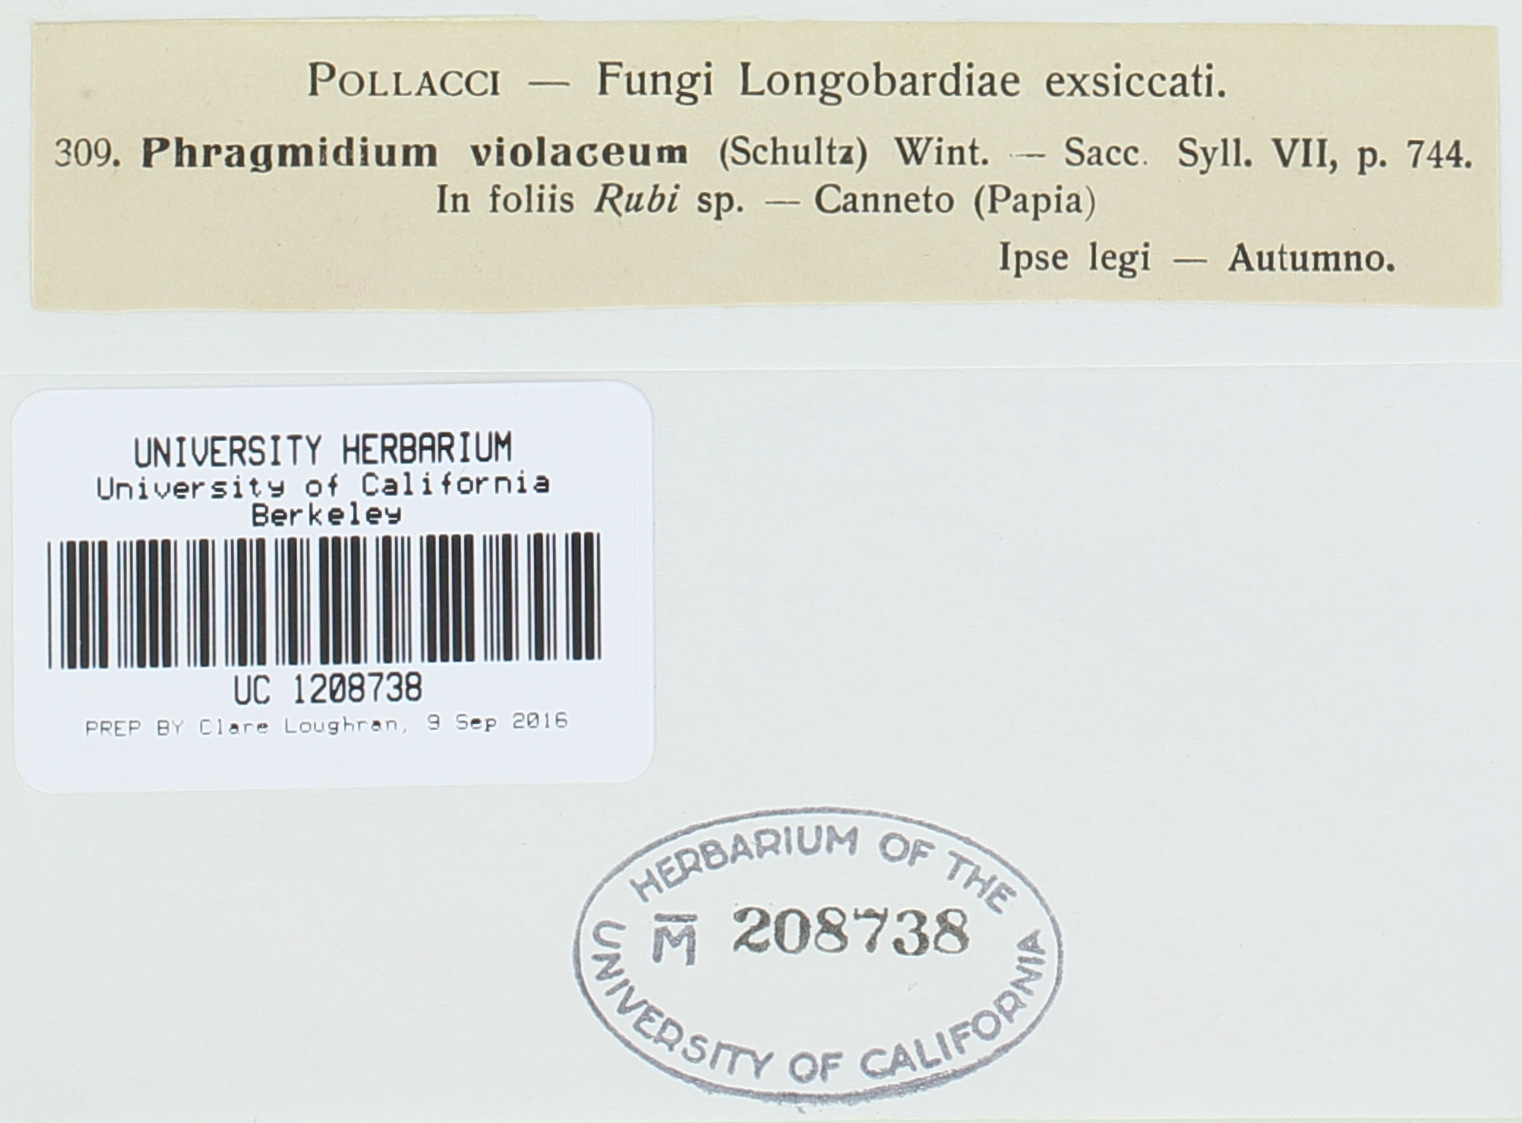 POLLACCI — Fungi Longobardiae exsiccati.
309. Phragmidium violaceum (Schultz) Wint. — Sacc. Syll. VII, p. 744.
In foliis Rubi sp. — Canneto (Papia)
Ipse legi — Autumno.
UNIVERSITY HERBARIUM
University of California
Berkeley
UC 1208738
PREP BY Clare Loughran, 9 Sep 2016
HERBARIUM OF THE
M̅ 208738
UNIVERSITY OF CALIFORNIA